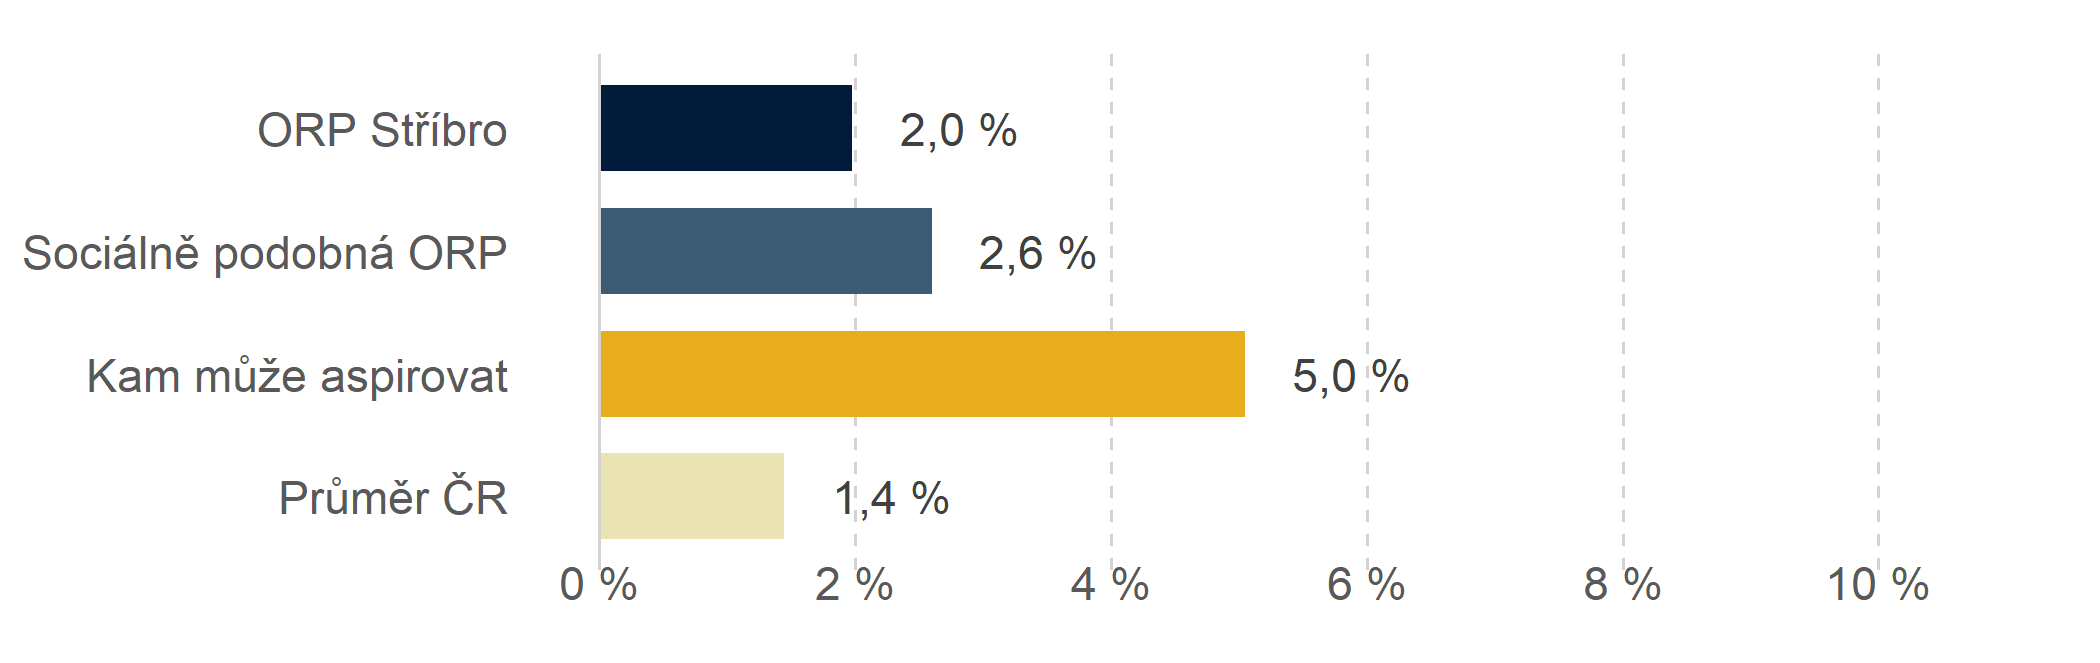 ORP Stříbro
2,0 %
Sociálně podobná ORP
2,6 %
Kam může aspirovat
5,0 %
Průměr ČR
1,4 %
0 %
2 %
4 %
6 %
8 %
10 %